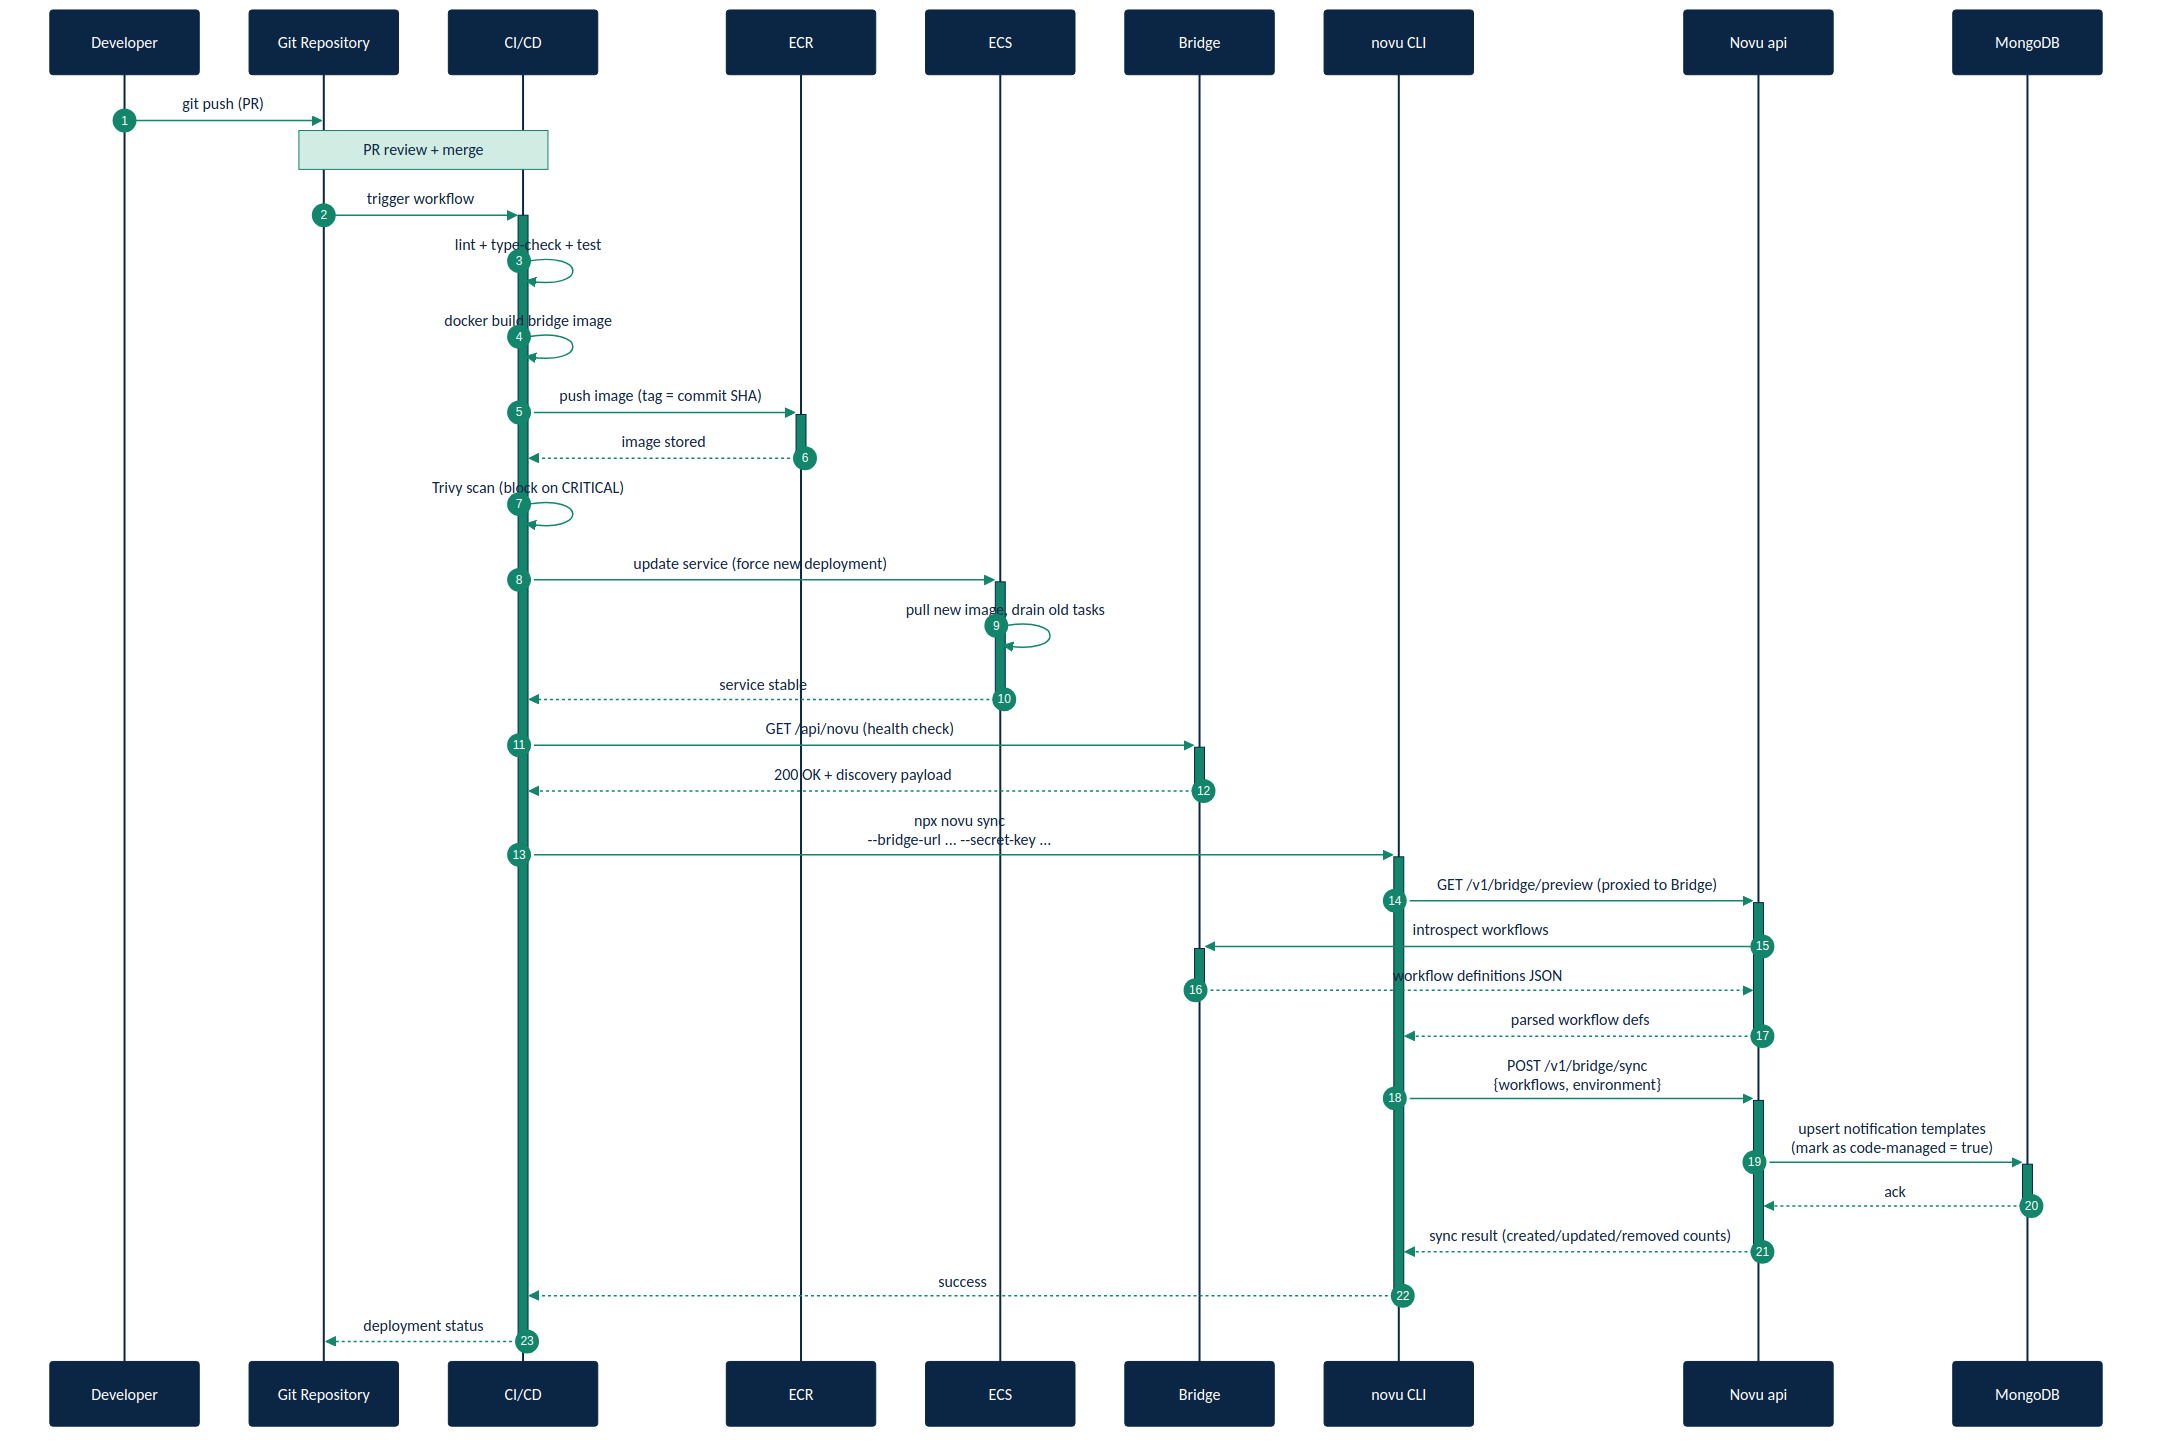 Developer
Git Repository
CI/CD
ECR
ECS
Bridge
novu CLI
Novu api
MongoDB
git push (PR)
1
PR review + merge
trigger workflow
2
lint + type-check + test
3
docker build bridge image
4
push image (tag = commit SHA)
5
image stored
6
Trivy scan (block on CRITICAL)
7
update service (force new deployment)
8
pull new image, drain old tasks
9
service stable
10
GET /api/novu (health check)
11
200 OK + discovery payload
12
npx novu sync
--bridge-url ... --secret-key ...
13
GET /v1/bridge/preview (proxied to Bridge)
14
introspect workflows
15
workflow definitions JSON
16
parsed workflow defs
17
POST /v1/bridge/sync
{workflows, environment}
18
upsert notification templates
(mark as code-managed = true)
19
ack
20
sync result (created/updated/removed counts)
21
success
22
deployment status
23
Developer
Git Repository
CI/CD
ECR
ECS
Bridge
novu CLI
Novu api
MongoDB